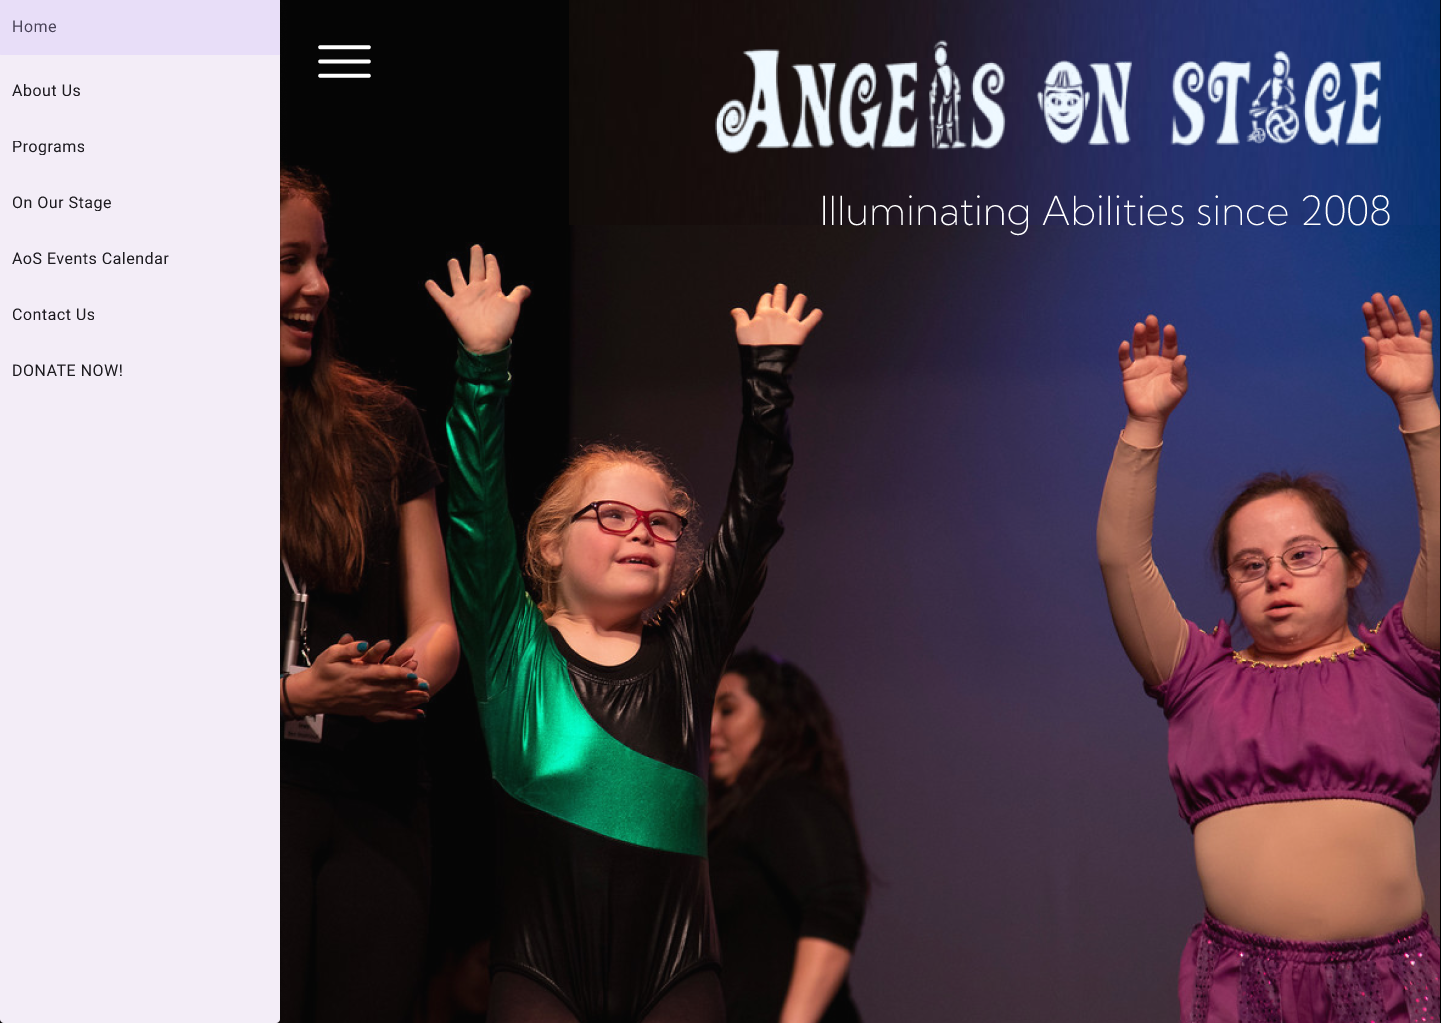 Home
About Us
Programs
On Our Stage
AoS Events Calendar
Contact Us
DONATE NOW!
ANGELS ON STAGE
Illuminating Abilities since 2008